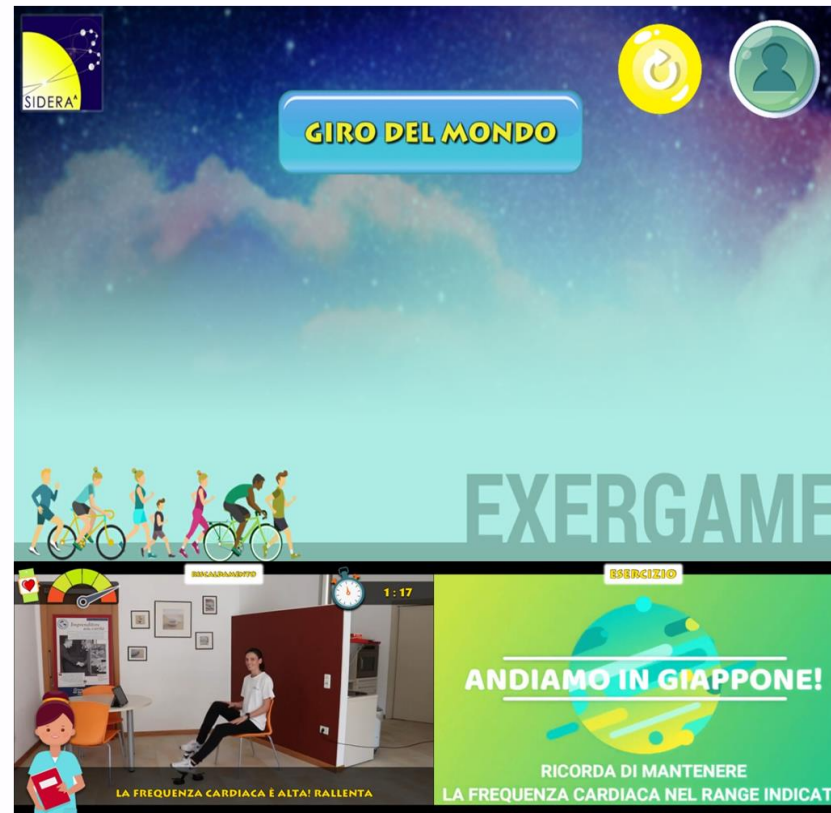 SIDERA^
GIRO DEL MONDO
EXERGAME
RISCALDAMENTO
1 : 17
LA FREQUENZA CARDIACA È ALTA! RALLENTA
ESERCIZIO
ANDIAMO IN GIAPPONE!
RICORDA DI MANTENERE
LA FREQUENZA CARDIACA NEL RANGE INDICAT